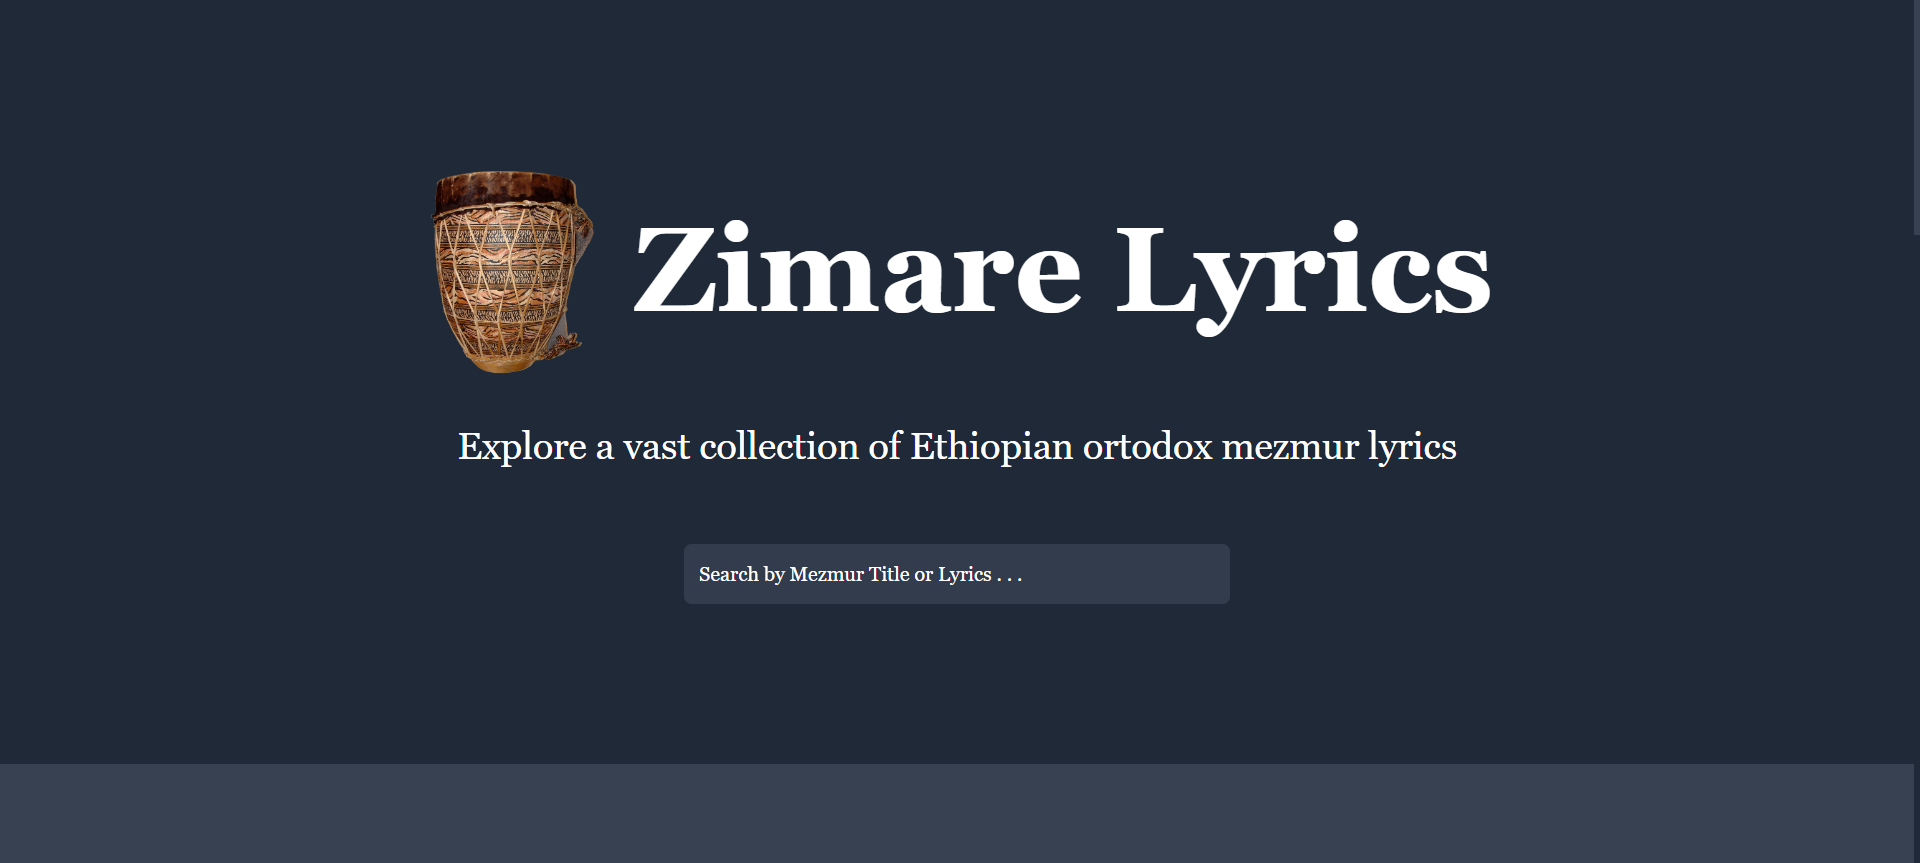 Zimare Lyrics
Explore a vast collection of Ethiopian ortodox mezmur lyrics
Search by Mezmur Title or Lyrics . . .